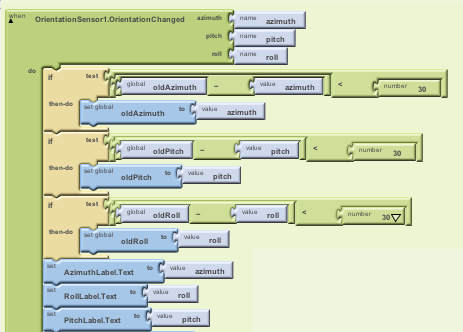 when OrientationSensor1.OrientationChanged azimuth name azimuth
pitch name pitch
roll name roll
do if test global oldAzimuth - value azimuth < number 30
then-do set global oldAzimuth to value azimuth
if test global oldPitch - value pitch < number 30
then-do set global oldPitch to value pitch
if test global oldRoll - value roll < number 30
then-do set global oldRoll to value roll
set AzimuthLabel.Text to value azimuth
set RollLabel.Text to value roll
set PitchLabel.Text to value pitch